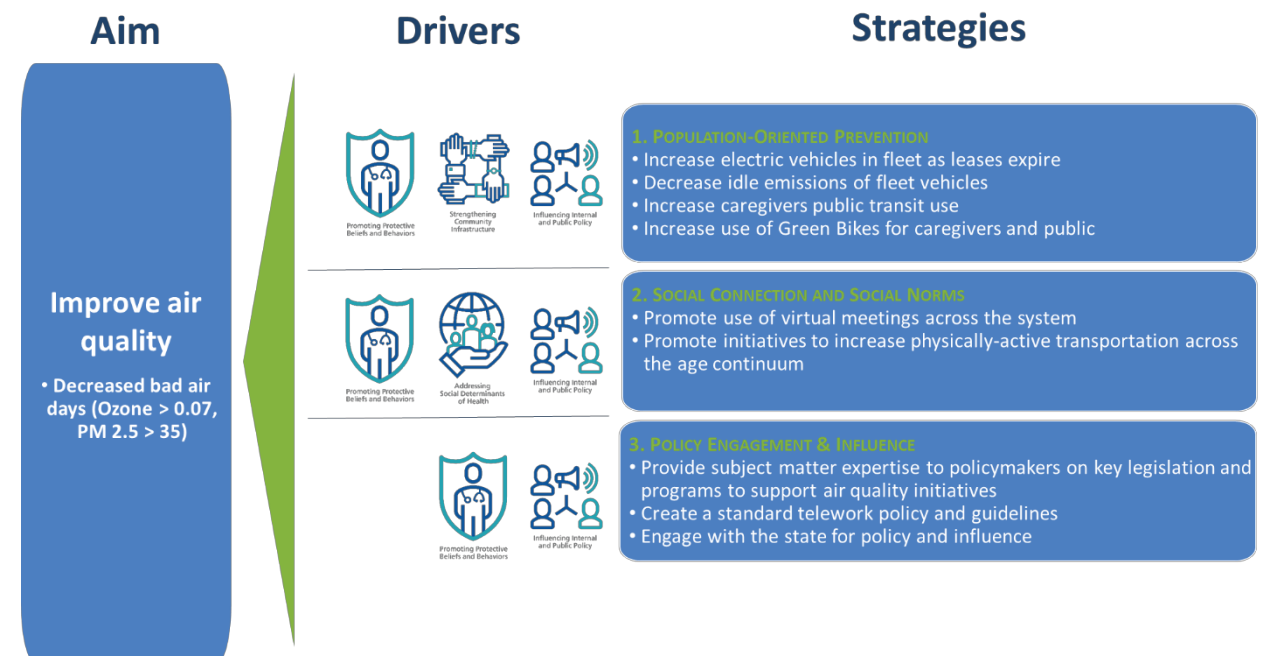 Aim
Drivers
Strategies
Improve air
quality
• Decreased bad air
days (Ozone > 0.07,
PM 2.5 > 35)
Promoting Protective
Beliefs and Behaviors
Strengthening
Community
Infrastructure
Influencing Internal
and Public Policy
1. Population-Oriented Prevention
• Increase electric vehicles in fleet as leases expire
• Decrease idle emissions of fleet vehicles
• Increase caregivers public transit use
• Increase use of Green Bikes for caregivers and public
Promoting Protective
Beliefs and Behaviors
Addressing
Social Determinants
of Health
Influencing Internal
and Public Policy
2. Social Connection and Social Norms
• Promote use of virtual meetings across the system
• Promote initiatives to increase physically-active transportation across
the age continuum
Promoting Protective
Beliefs and Behaviors
Influencing Internal
and Public Policy
3. Policy Engagement & Influence
• Provide subject matter expertise to policymakers on key legislation and
programs to support air quality initiatives
• Create a standard telework policy and guidelines
• Engage with the state for policy and influence